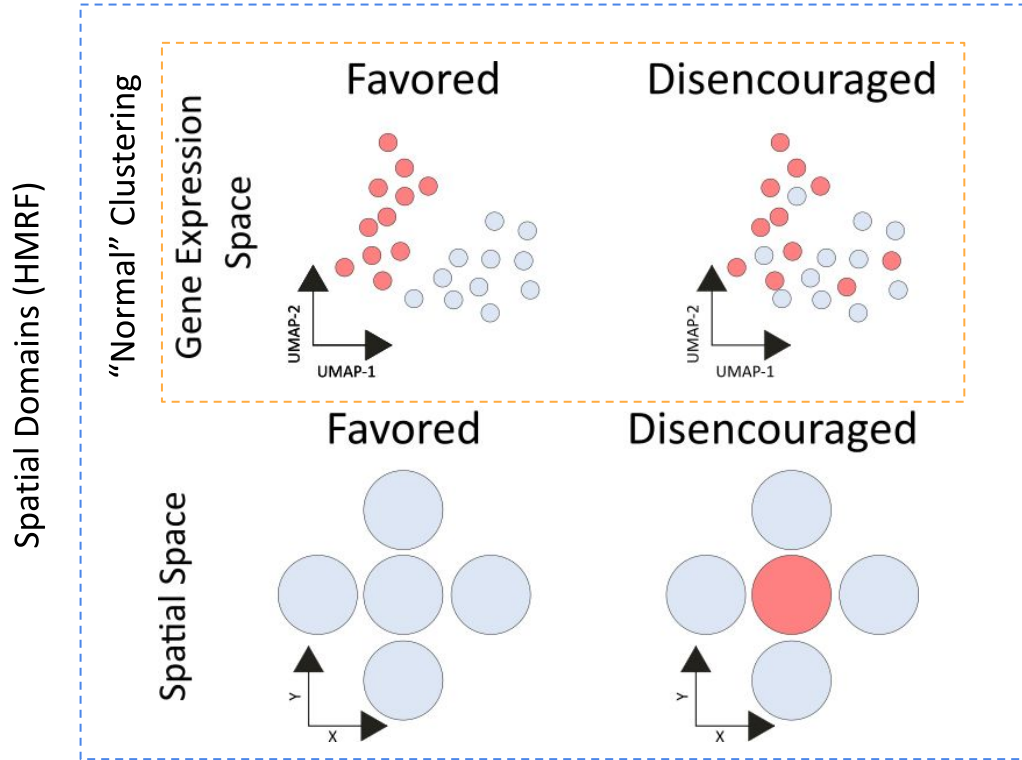 Spatial Domains (HMRF)
“Normal” Clustering
Gene Expression
Space
Favored
Disencouraged
UMAP-2
UMAP-1
UMAP-2
UMAP-1
Spatial Space
Favored
Disencouraged
Y
X
Y
X